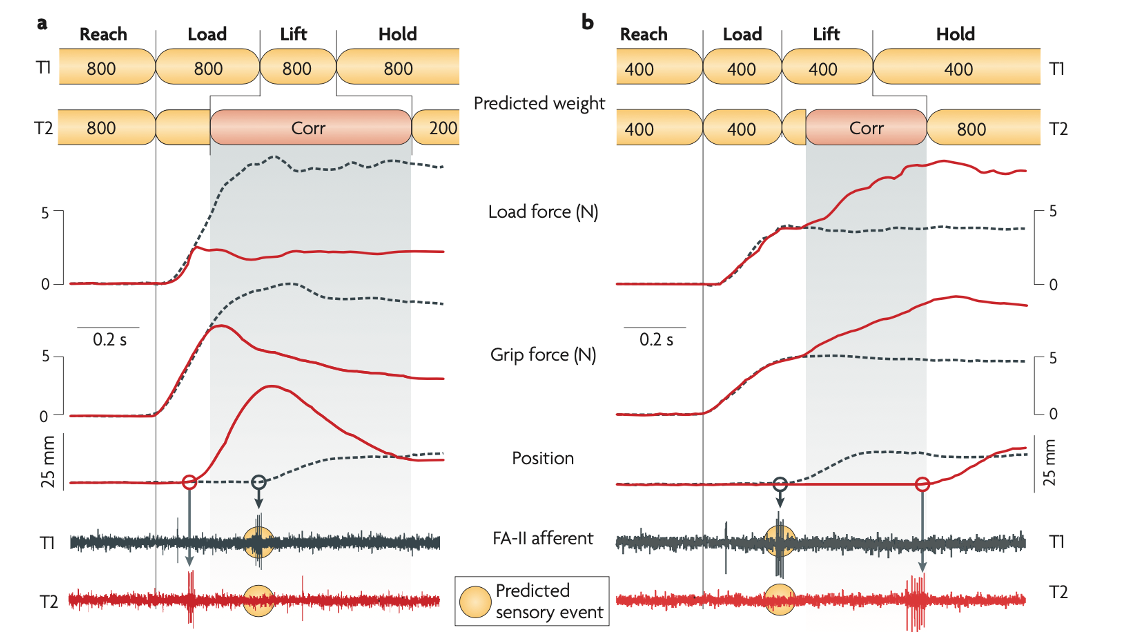 a
Reach Load Lift Hold
T1 800 800 800 800
Predicted weight
T2 800 Corr 200
b
Reach Load Lift Hold
400 400 400 400 T1
400 400 Corr 800 T2
Load force (N)
5
0
5
0
0.2 s
0.2 s
Grip force (N)
5
0
5
0
Position
25 mm
25 mm
T1 FA-II afferent T1
T2 T2
Predicted
sensory event